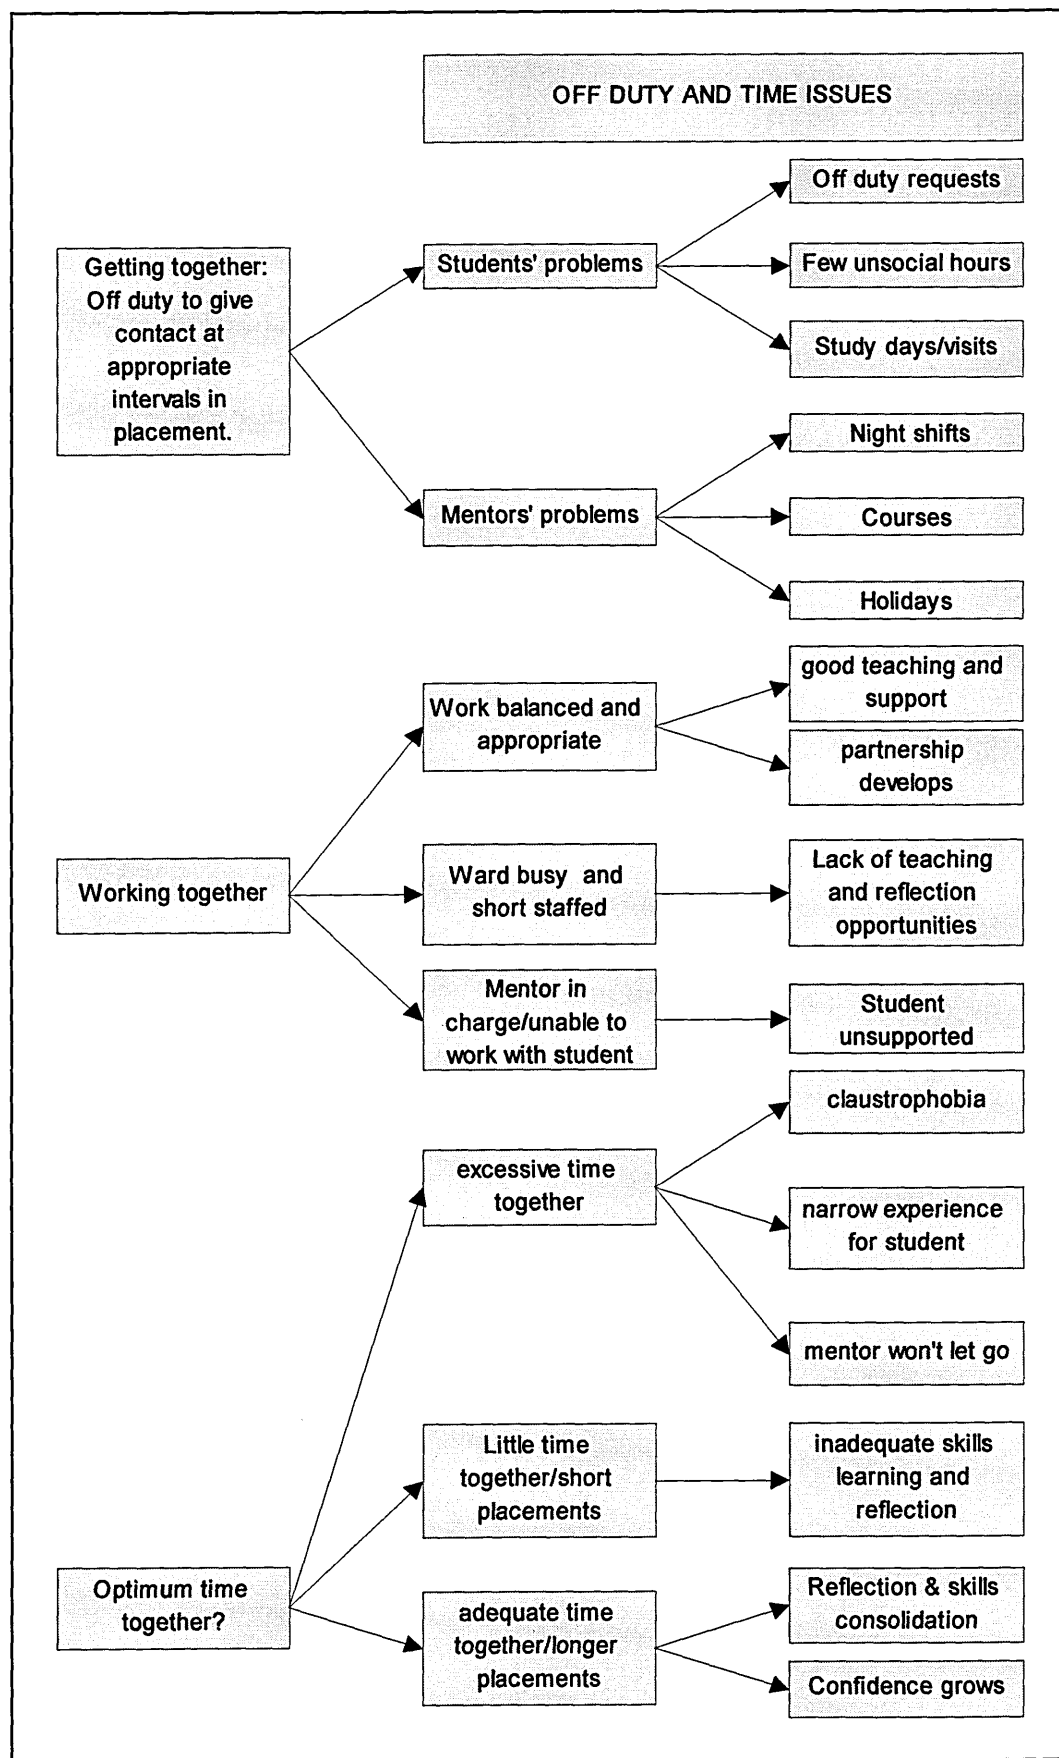 OFF DUTY AND TIME ISSUES
Getting together:
Off duty to give
contact at
appropriate
intervals in
placement.
Students' problems
Off duty requests
Few unsocial hours
Study days/visits
Mentors' problems
Night shifts
Courses
Holidays
Working together
Work balanced and
appropriate
good teaching and
support
partnership
develops
Ward busy and
short staffed
Lack of teaching
and reflection
opportunities
Mentor in
charge/unable to
work with student
Student
unsupported
Optimum time
together?
excessive time
together
claustrophobia
narrow experience
for student
mentor won't let go
Little time
together/short
placements
inadequate skills
learning and
reflection
adequate time
together/longer
placements
Reflection & skills
consolidation
Confidence grows